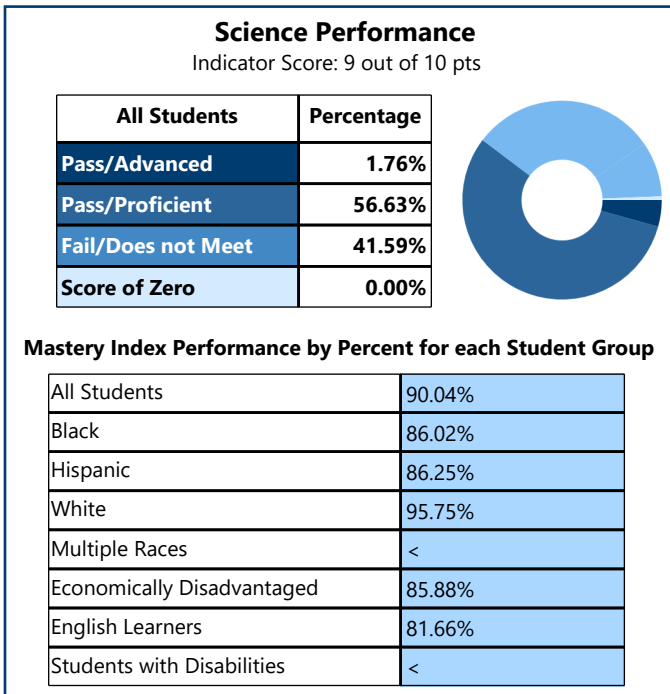 Science Performance
Indicator Score: 9 out of 10 pts
All Students Percentage
Pass/Advanced 1.76%
Pass/Proficient 56.63%
Fail/Does not Meet 41.59%
Score of Zero 0.00%
Mastery Index Performance by Percent for each Student Group
All Students 90.04%
Black 86.02%
Hispanic 86.25%
White 95.75%
Multiple Races <
Economically Disadvantaged 85.88%
English Learners 81.66%
Students with Disabilities <